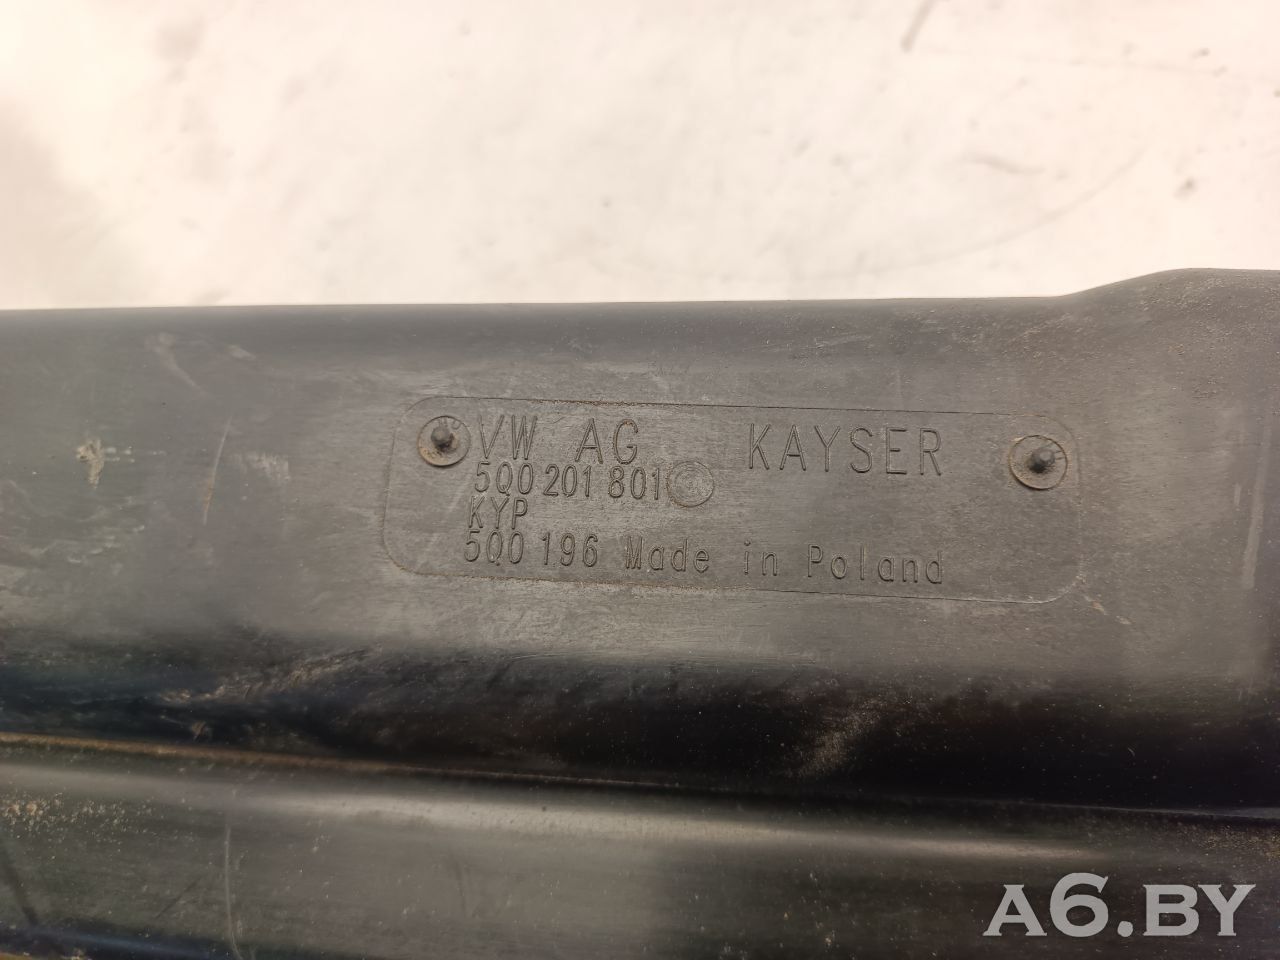 VW AG KAYSER
5Q0 201 801
KYP
5Q0 196 Made in Poland
A6.BY